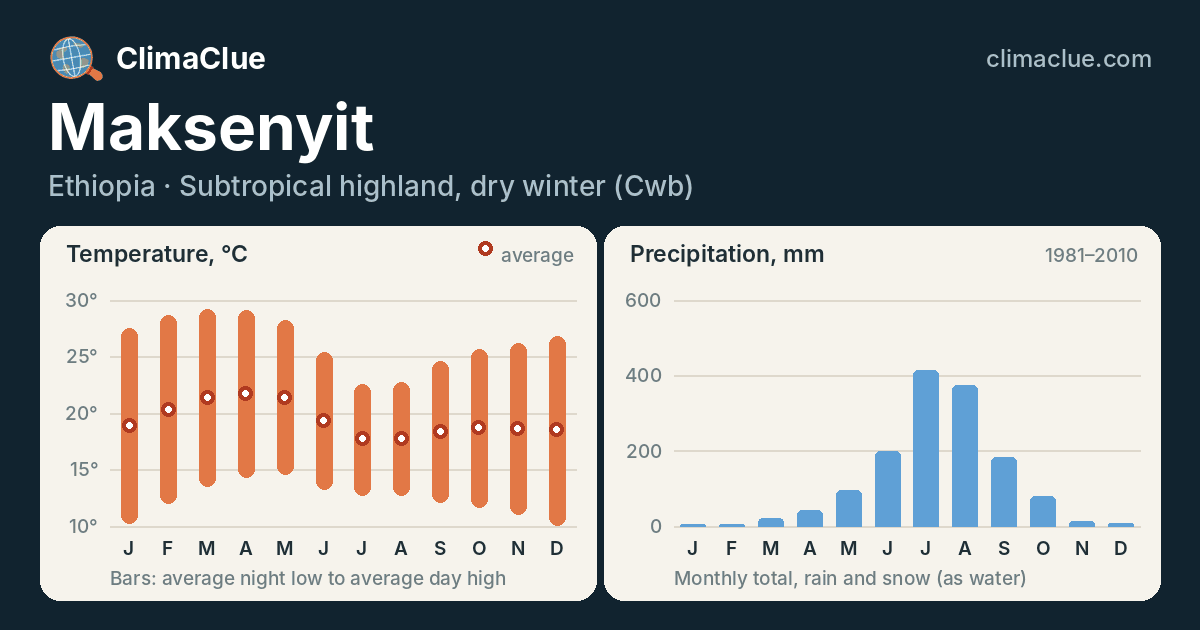 ClimaClue
climaclue.com
Maksenyit
Ethiopia · Subtropical highland, dry winter (Cwb)
Temperature, °C
average
30°
25°
20°
15°
10°
J F M A M J J A S O N D
Bars: average night low to average day high
Precipitation, mm
1981–2010
600
400
200
0
J F M A M J J A S O N D
Monthly total, rain and snow (as water)